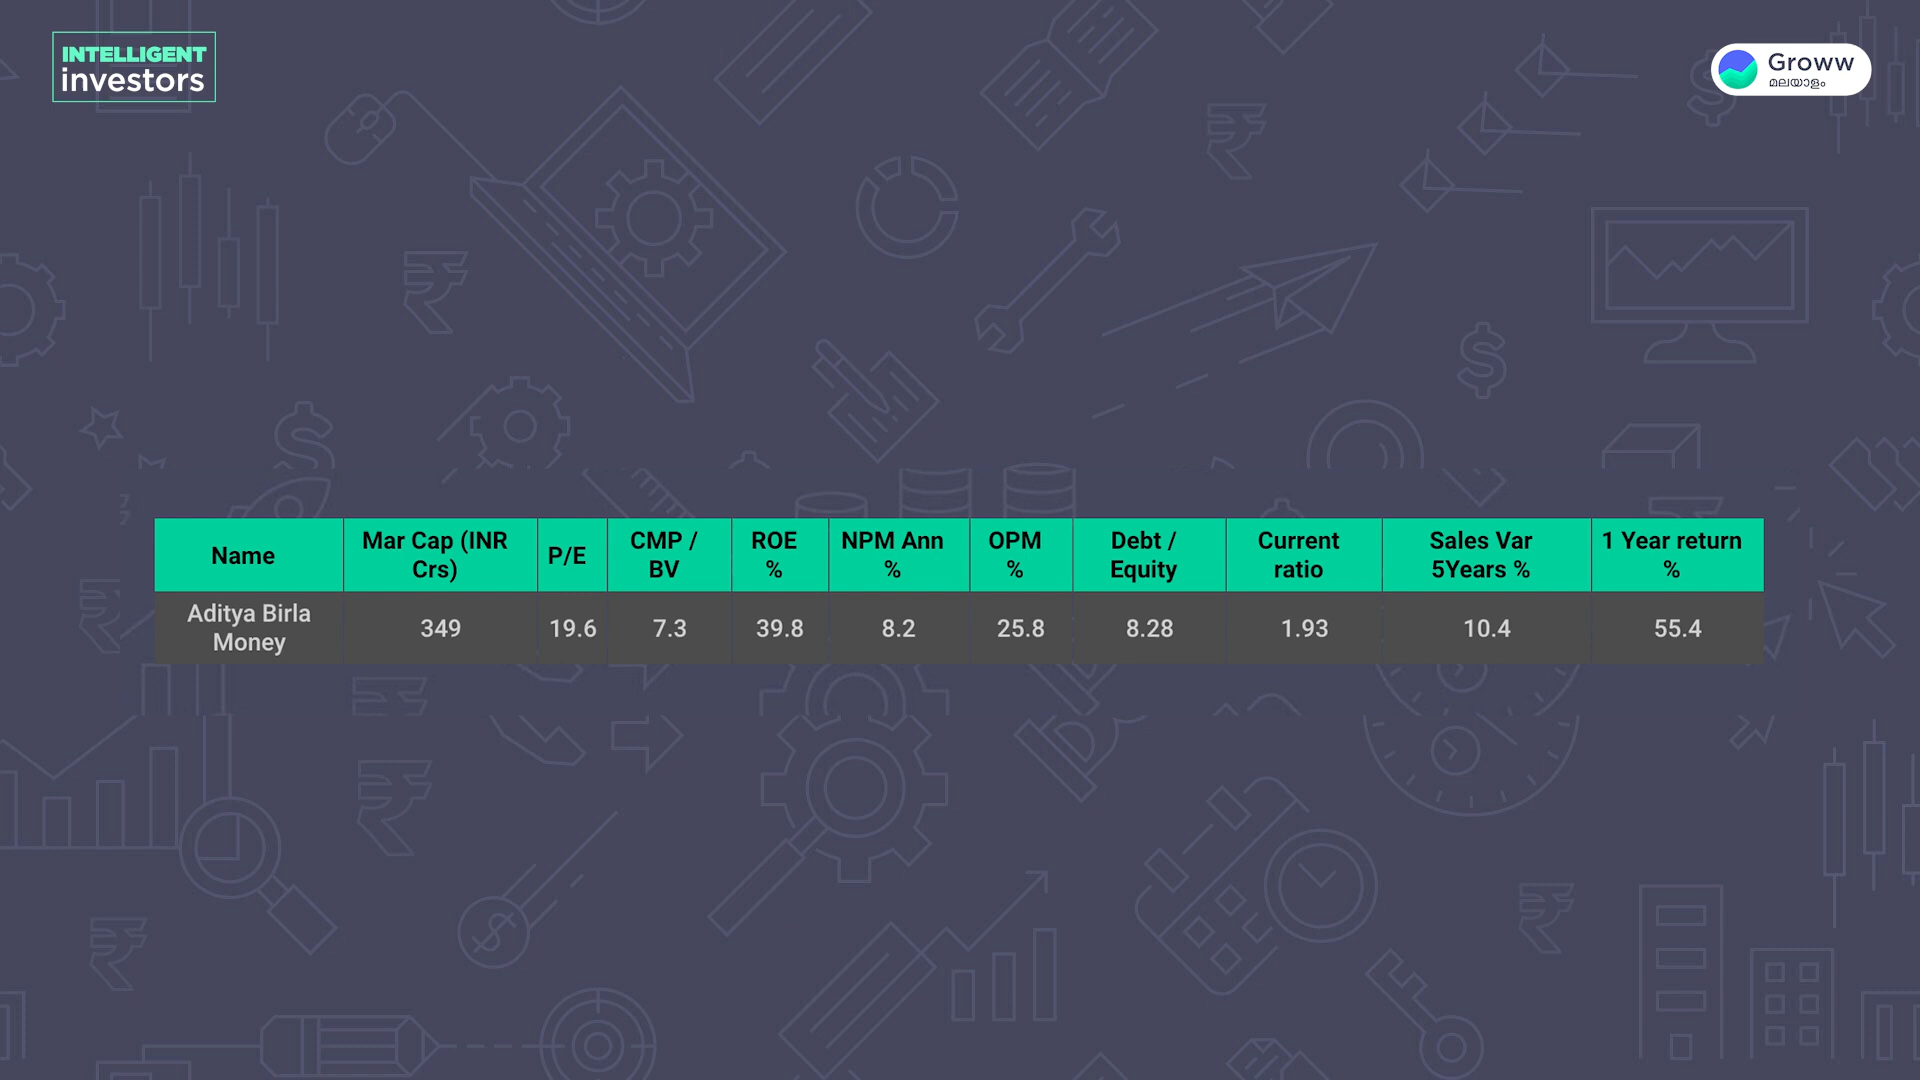 INTELLIGENT
investors
Groww
മലയാളം
Name
Mar Cap (INR
Crs)
P/E
CMP /
BV
ROE
%
NPM Ann
%
OPM
%
Debt /
Equity
Current
ratio
Sales Var
5Years %
1 Year return
%
Aditya Birla
Money
349
19.6
7.3
39.8
8.2
25.8
8.28
1.93
10.4
55.4